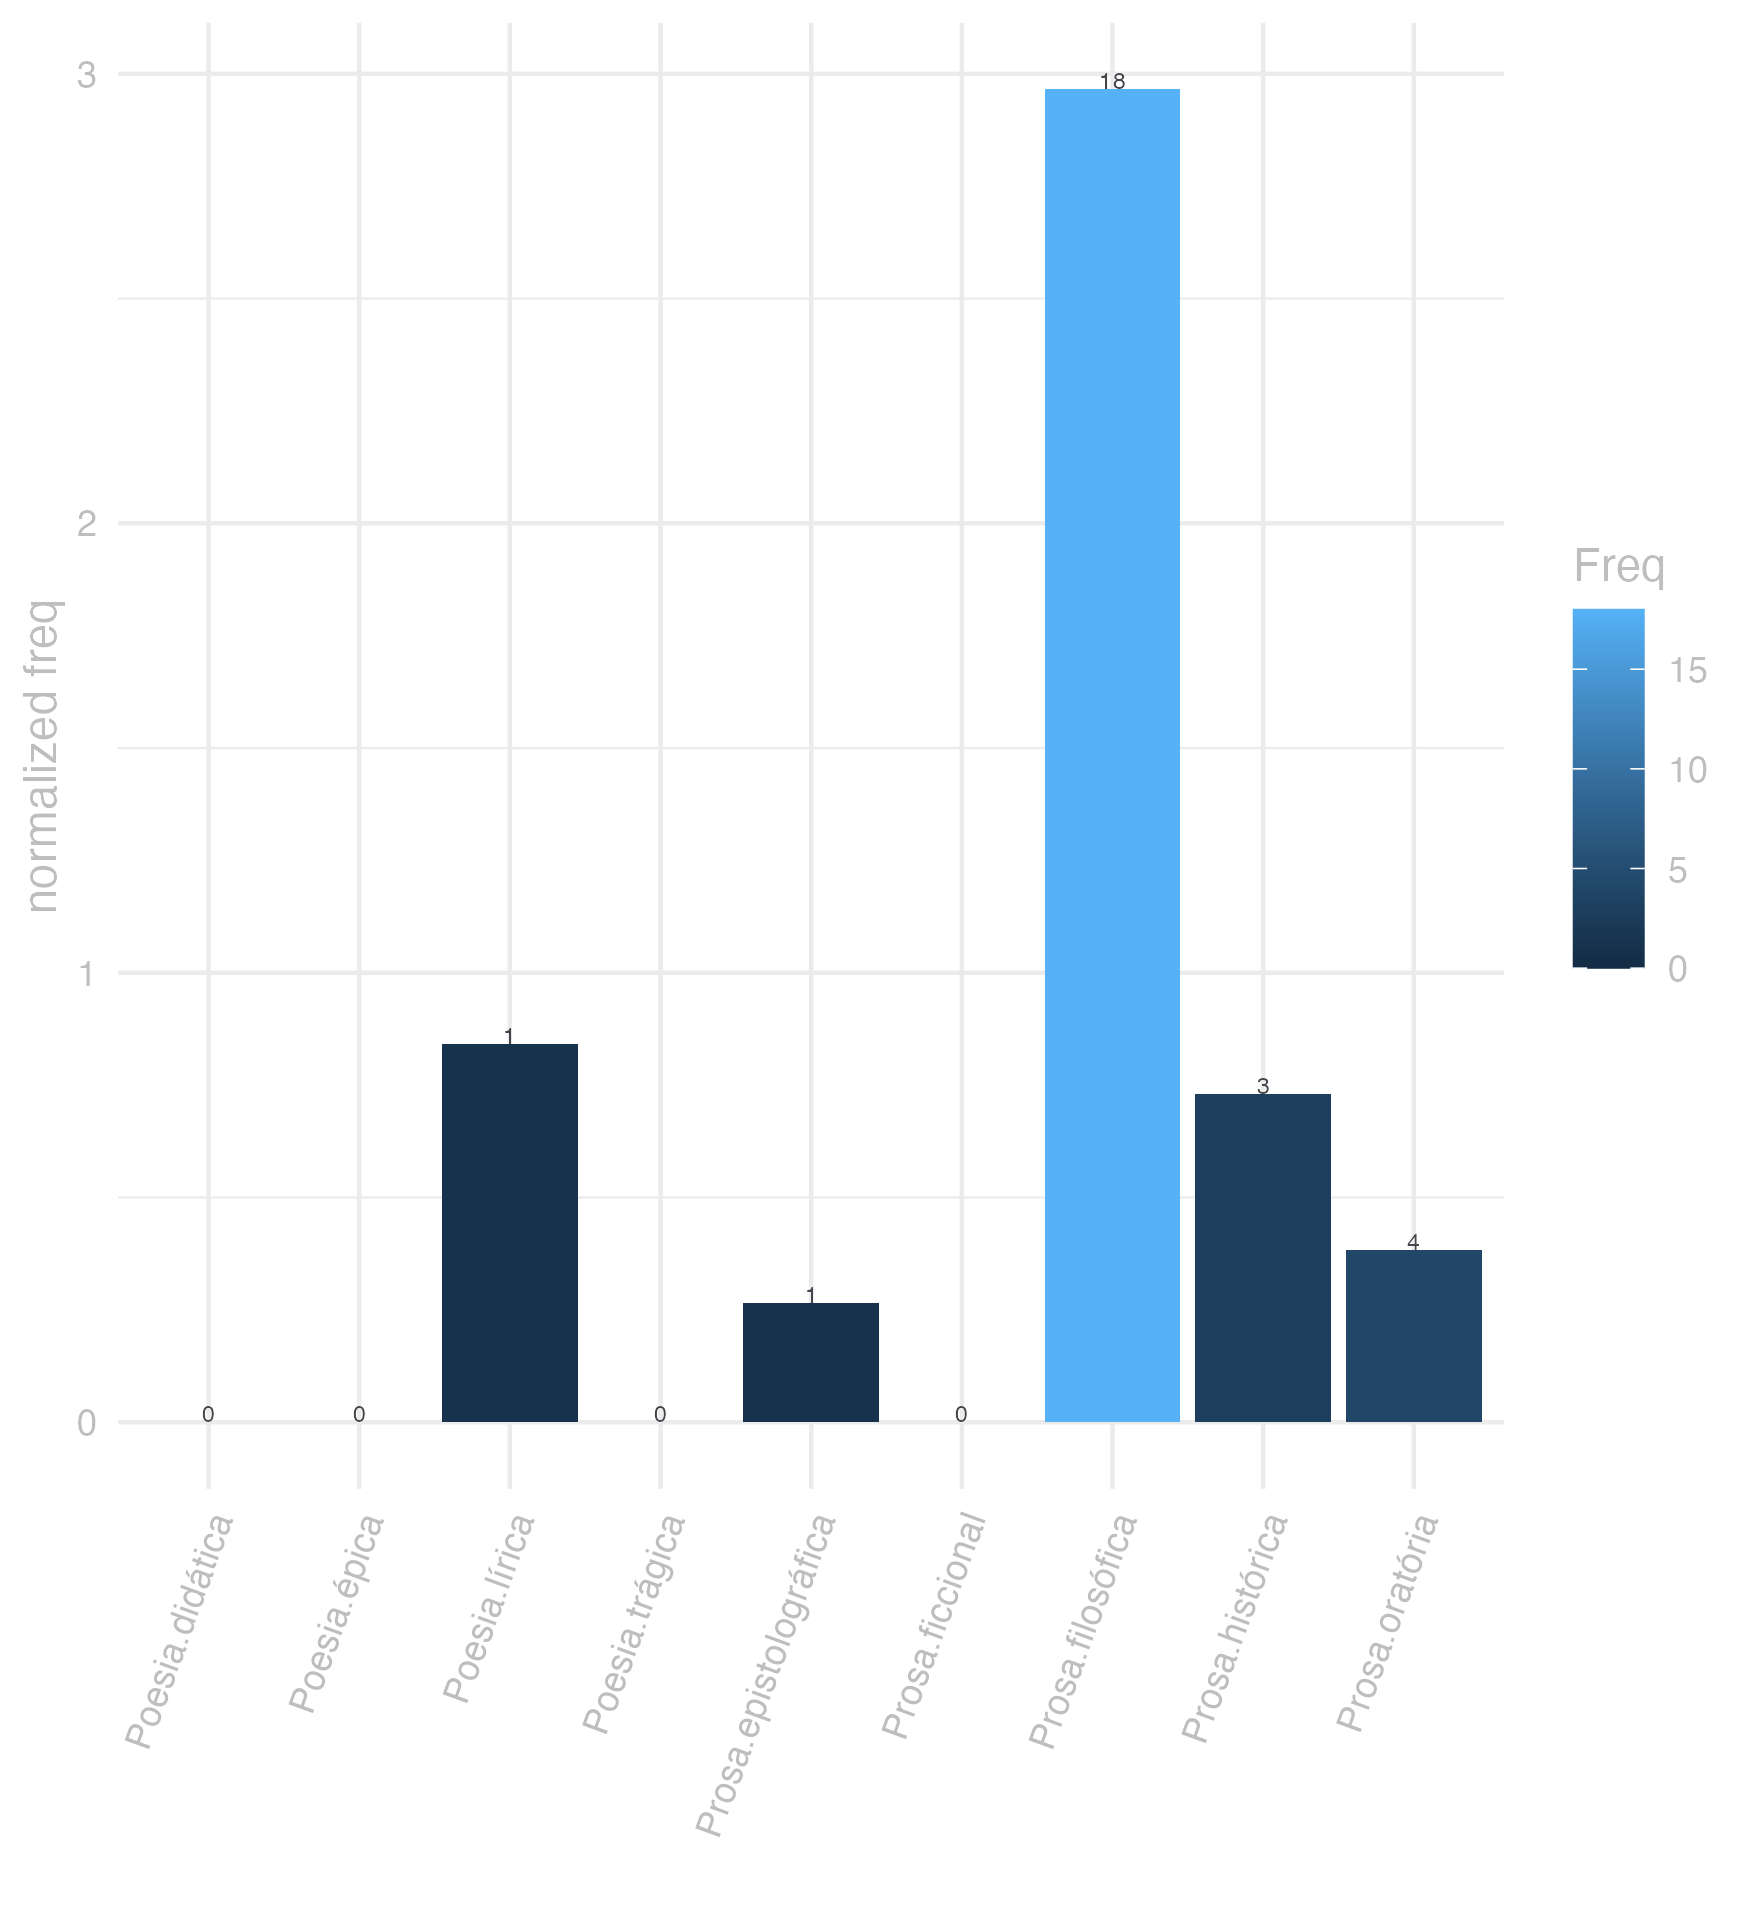 3
2
1
0
normalized freq
18
1
3
4
1
0
0
0
0
Poesia.didática
Poesia.épica
Poesia.lírica
Poesia.trágica
Prosa.epistolográfica
Prosa.ficcional
Prosa.filosófica
Prosa.histórica
Prosa.oratória
Freq
15
10
5
0